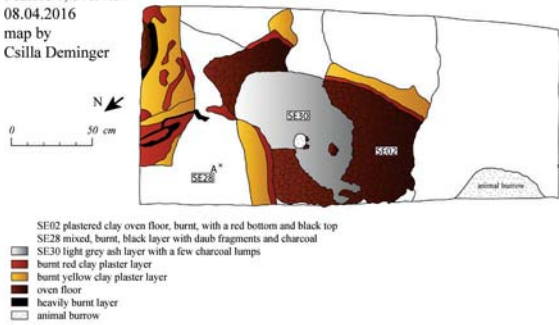 08.04.2016
map by
Csilla Deminger
N
0 50 cm
SE30
SE02
A
SE28
animal burrow
SE02 plastered clay oven floor, burnt, with a red bottom and black top
SE28 mixed, burnt, black layer with daub fragments and charcoal
SE30 light grey ash layer with a few charcoal lumps
burnt red clay plaster layer
burnt yellow clay plaster layer
oven floor
heavily burnt layer
animal burrow